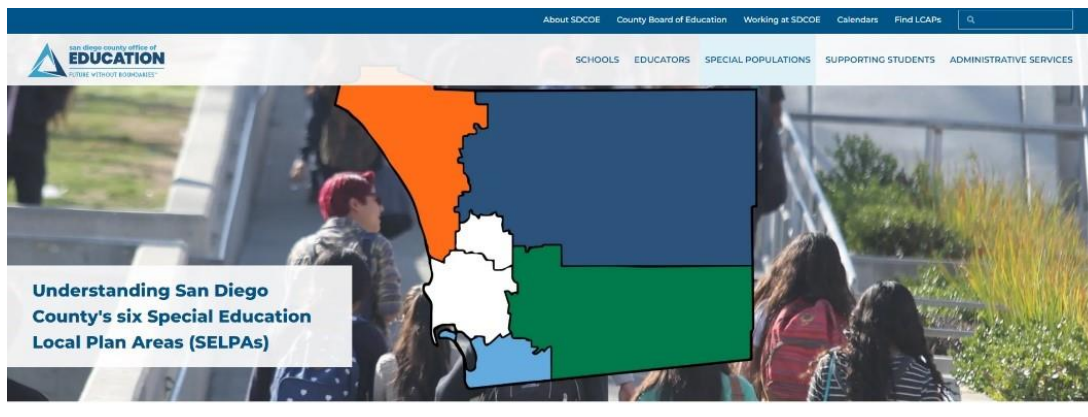 About SDCOE County Board of Education Working at SDCOE Calendars Find LCAPs
san diego county office of
EDUCATION
FUTURE WITHOUT BOUNDARIES™
SCHOOLS EDUCATORS SPECIAL POPULATIONS SUPPORTING STUDENTS ADMINISTRATIVE SERVICES
Understanding San Diego
County's six Special Education
Local Plan Areas (SELPAs)